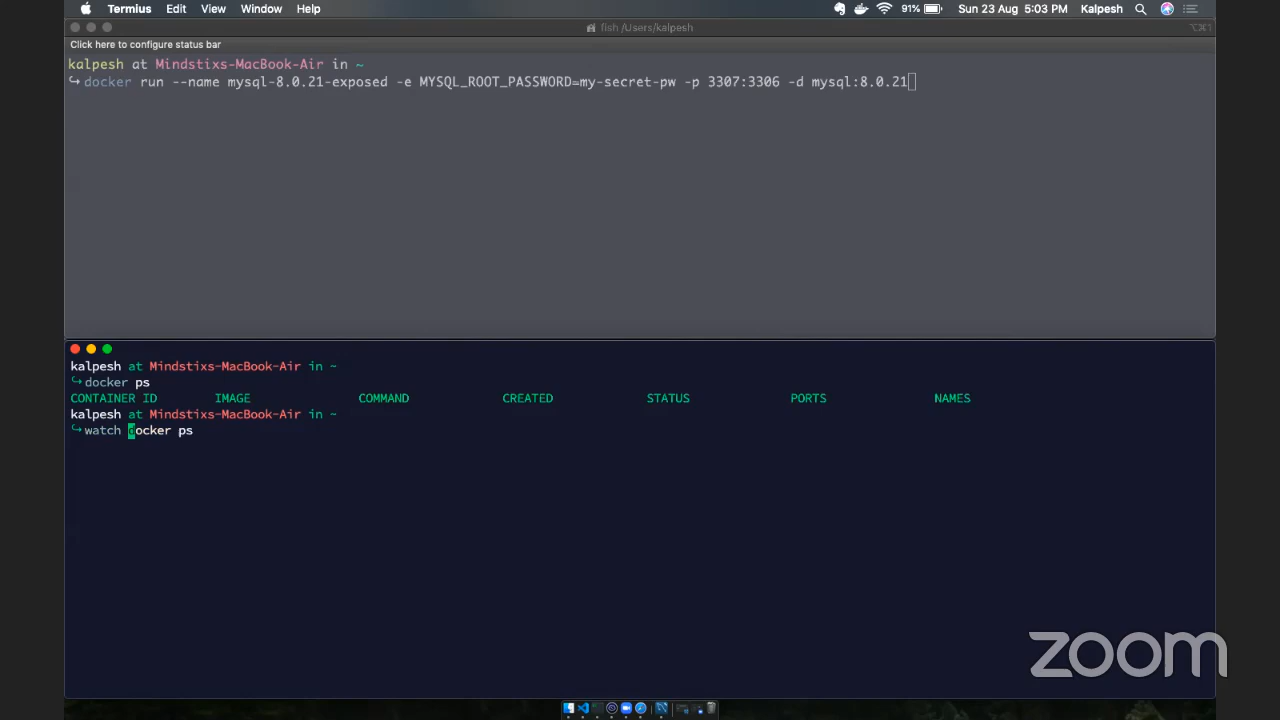 Termius Edit View Window Help 91% Sun 23 Aug 5:03 PM Kalpesh
fish /Users/kalpesh
Click here to configure status bar
kalpesh at Mindstixs-MacBook-Air in ~
↪ docker run --name mysql-8.0.21-exposed -e MYSQL_ROOT_PASSWORD=my-secret-pw -p 3307:3306 -d mysql:8.0.21
kalpesh at Mindstixs-MacBook-Air in ~
↪ docker ps
CONTAINER ID IMAGE COMMAND CREATED STATUS PORTS NAMES
kalpesh at Mindstixs-MacBook-Air in ~
↪ watch docker ps
zoom